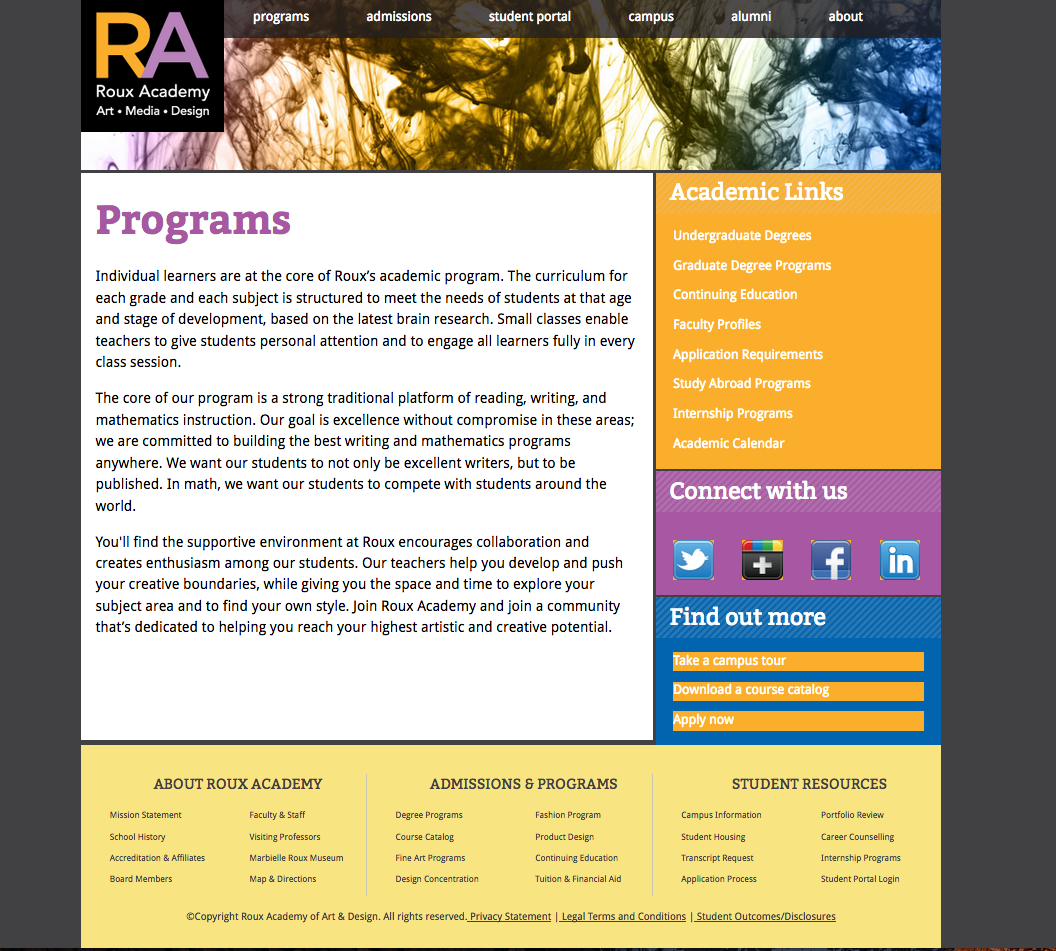 RA
Roux Academy
Art • Media • Design
programs admissions student portal campus alumni about
Programs
Individual learners are at the core of Roux’s academic program. The curriculum for
each grade and each subject is structured to meet the needs of students at that age
and stage of development, based on the latest brain research. Small classes enable
teachers to give students personal attention and to engage all learners fully in every
class session.
The core of our program is a strong traditional platform of reading, writing, and
mathematics instruction. Our goal is excellence without compromise in these areas;
we are committed to building the best writing and mathematics programs
anywhere. We want our students to not only be excellent writers, but to be
published. In math, we want our students to compete with students around the
world.
You'll find the supportive environment at Roux encourages collaboration and
creates enthusiasm among our students. Our teachers help you develop and push
your creative boundaries, while giving you the space and time to explore your
subject area and to find your own style. Join Roux Academy and join a community
that’s dedicated to helping you reach your highest artistic and creative potential.
Academic Links
Undergraduate Degrees
Graduate Degree Programs
Continuing Education
Faculty Profiles
Application Requirements
Study Abroad Programs
Internship Programs
Academic Calendar
Connect with us
+ f in
Find out more
Take a campus tour
Download a course catalog
Apply now
ABOUT ROUX ACADEMY
Mission Statement Faculty & Staff
School History Visiting Professors
Accreditation & Affiliates Marbielle Roux Museum
Board Members Map & Directions
ADMISSIONS & PROGRAMS
Degree Programs Fashion Program
Course Catalog Product Design
Fine Art Programs Continuing Education
Design Concentration Tuition & Financial Aid
STUDENT RESOURCES
Campus Information Portfolio Review
Student Housing Career Counselling
Transcript Request Internship Programs
Application Process Student Portal Login
©Copyright Roux Academy of Art & Design. All rights reserved. Privacy Statement | Legal Terms and Conditions | Student Outcomes/Disclosures